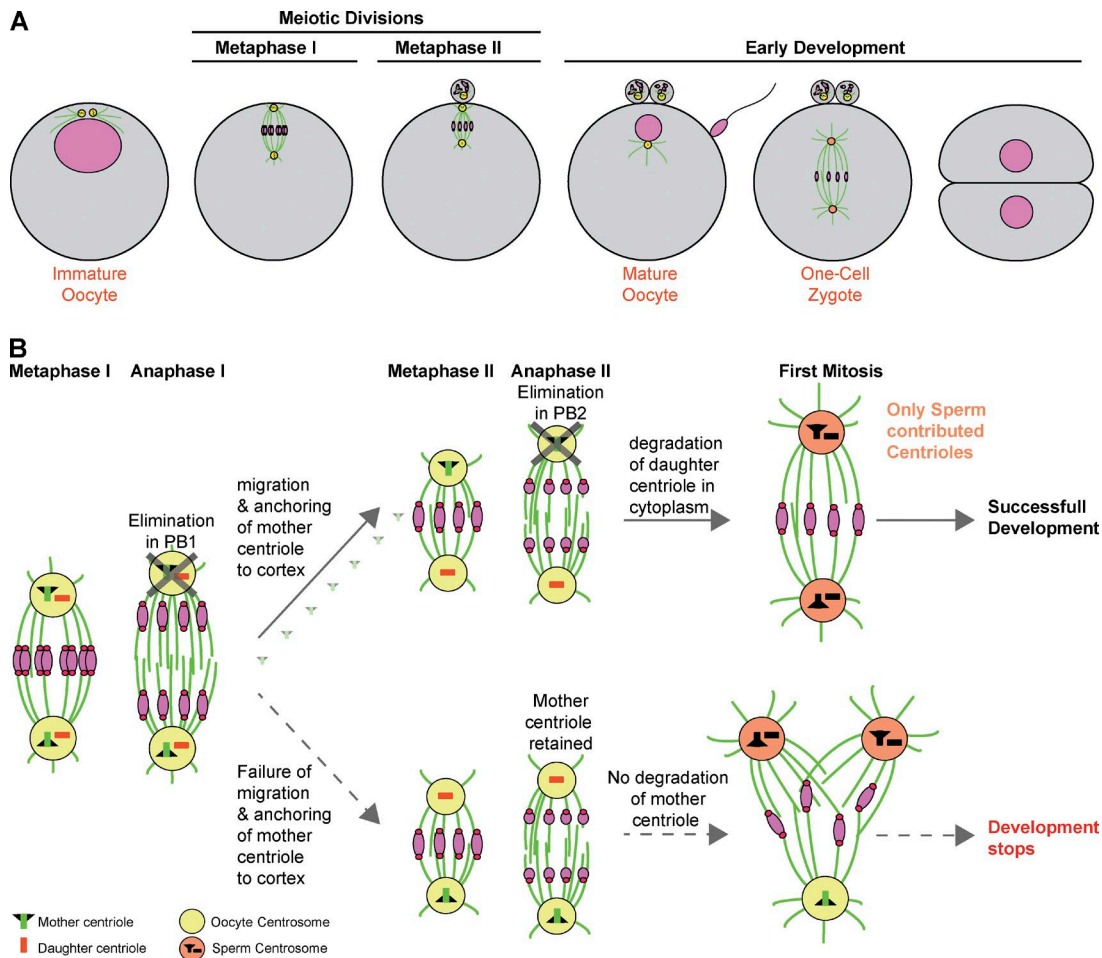 A
Meiotic Divisions
Metaphase I
Metaphase II
Early Development
Immature
Oocyte
Mature
Oocyte
One-Cell
Zygote
B
Metaphase I
Anaphase I
Metaphase II
Anaphase II
First Mitosis
Elimination
in PB1
migration
& anchoring
of mother
centriole
to cortex
Elimination
in PB2
degradation
of daughter
centriole in
cytoplasm
Only Sperm
contributed
Centrioles
Successfull
Development
Failure of
migration
& anchoring
of mother
centriole
to cortex
Mother
centriole
retained
No degradation
of mother
centriole
Development
stops
Mother centriole
Daughter centriole
Oocyte Centrosome
Sperm Centrosome